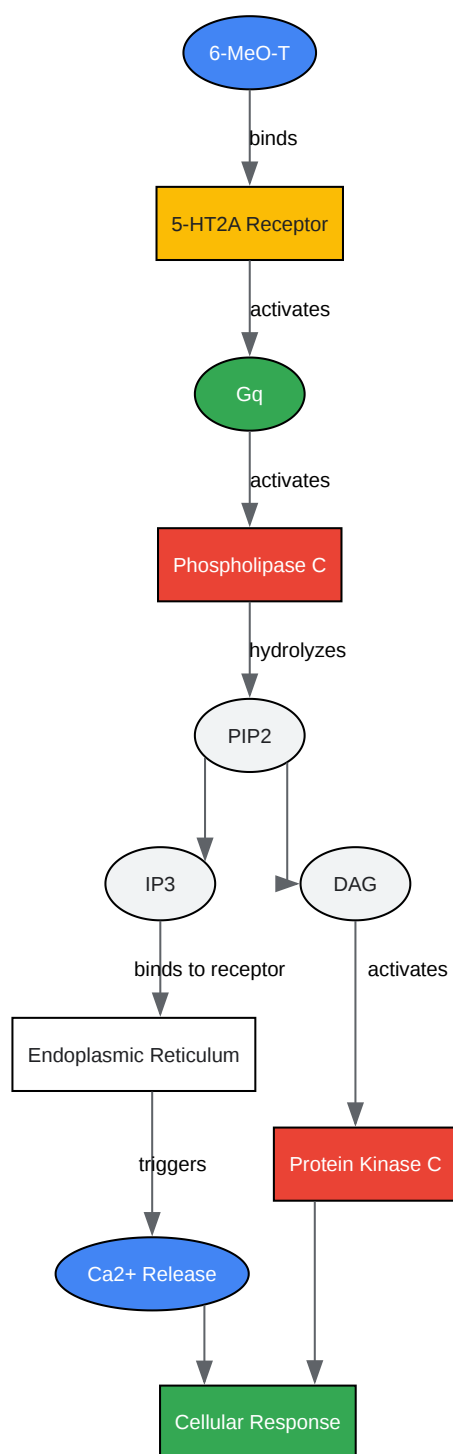 6-MeO-T
binds
5-HT2A Receptor
activates
Gq
activates
Phospholipase C
hydrolyzes
PIP2
IP3
DAG
binds to receptor
activates
Endoplasmic Reticulum
Protein Kinase C
triggers
Ca2+ Release
Cellular Response